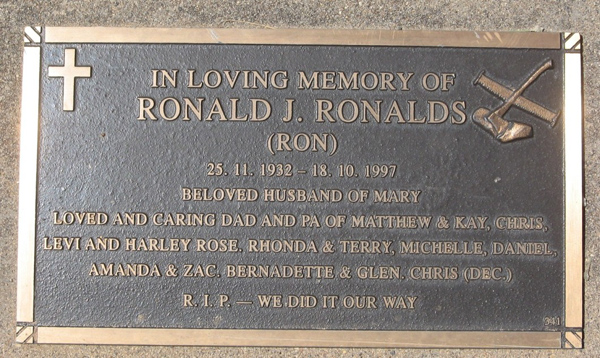 IN LOVING MEMORY OF
RONALD J. RONALDS
(RON)
25. 11. 1932 – 18. 10. 1997
BELOVED HUSBAND OF MARY
LOVED AND CARING DAD AND PA OF MATTHEW & KAY, CHRIS,
LEVI AND HARLEY ROSE, RHONDA & TERRY, MICHELLE, DANIEL,
AMANDA & ZAC, BERNADETTE & GLEN, CHRIS (DEC.)
R. I. P. — WE DID IT OUR WAY